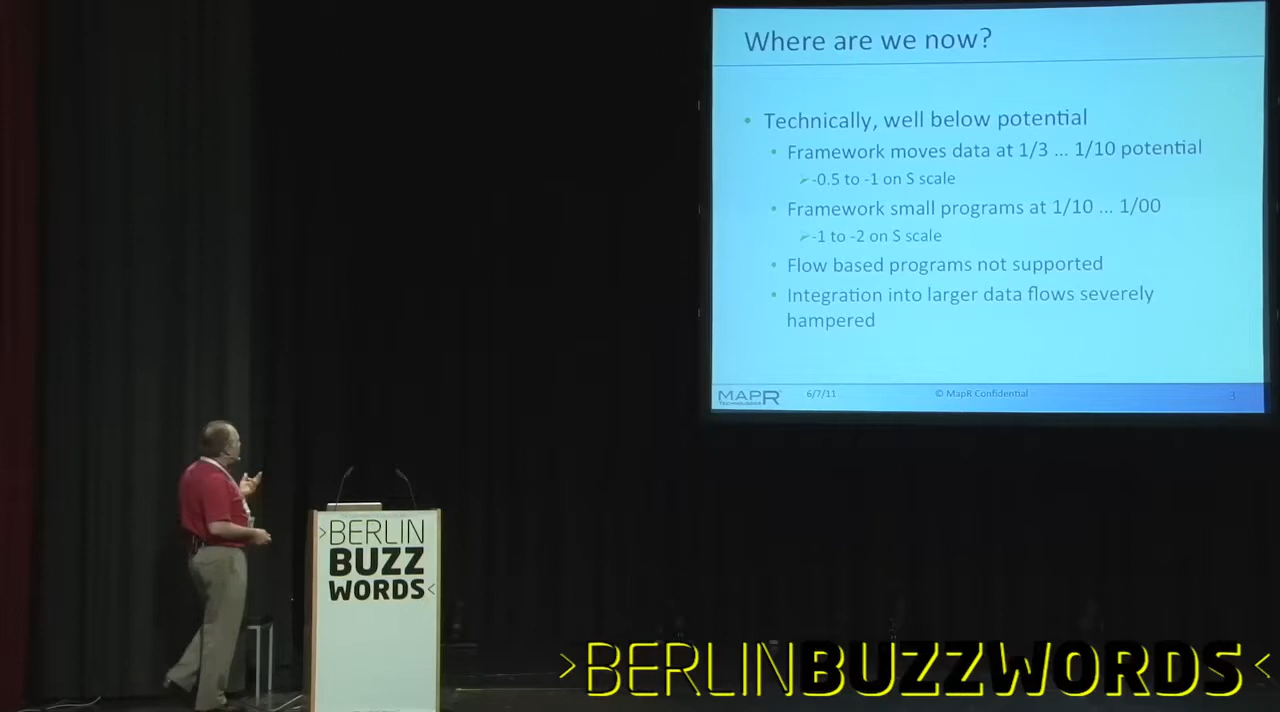 Where are we now?
• Technically, well below potential
• Framework moves data at 1/3 ... 1/10 potential
➢-0.5 to -1 on S scale
• Framework small programs at 1/10 ... 1/00
➢-1 to -2 on S scale
• Flow based programs not supported
• Integration into larger data flows severely
hampered
MAPR
TECHNOLOGIES
6/7/11
© MapR Confidential
3
>BERLIN
BUZZ
WORDS<
>BERLINBUZZWORDS<